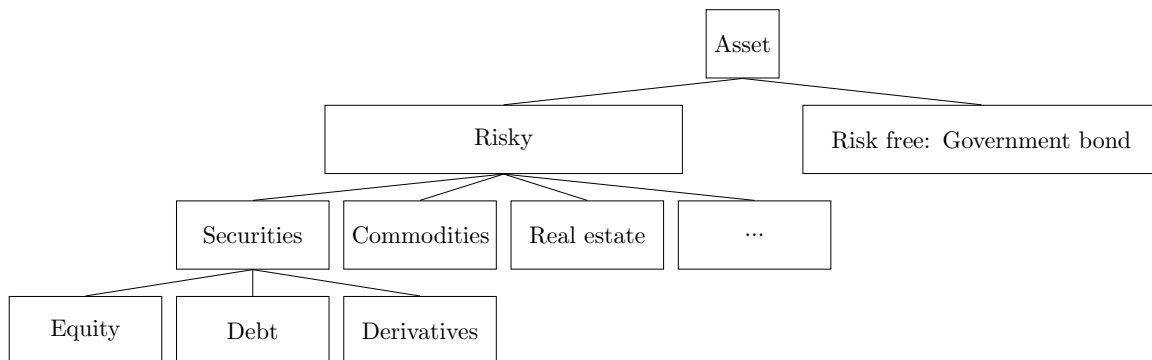 Asset
Risky
Risk free: Government bond
Securities
Commodities
Real estate
...
Equity
Debt
Derivatives